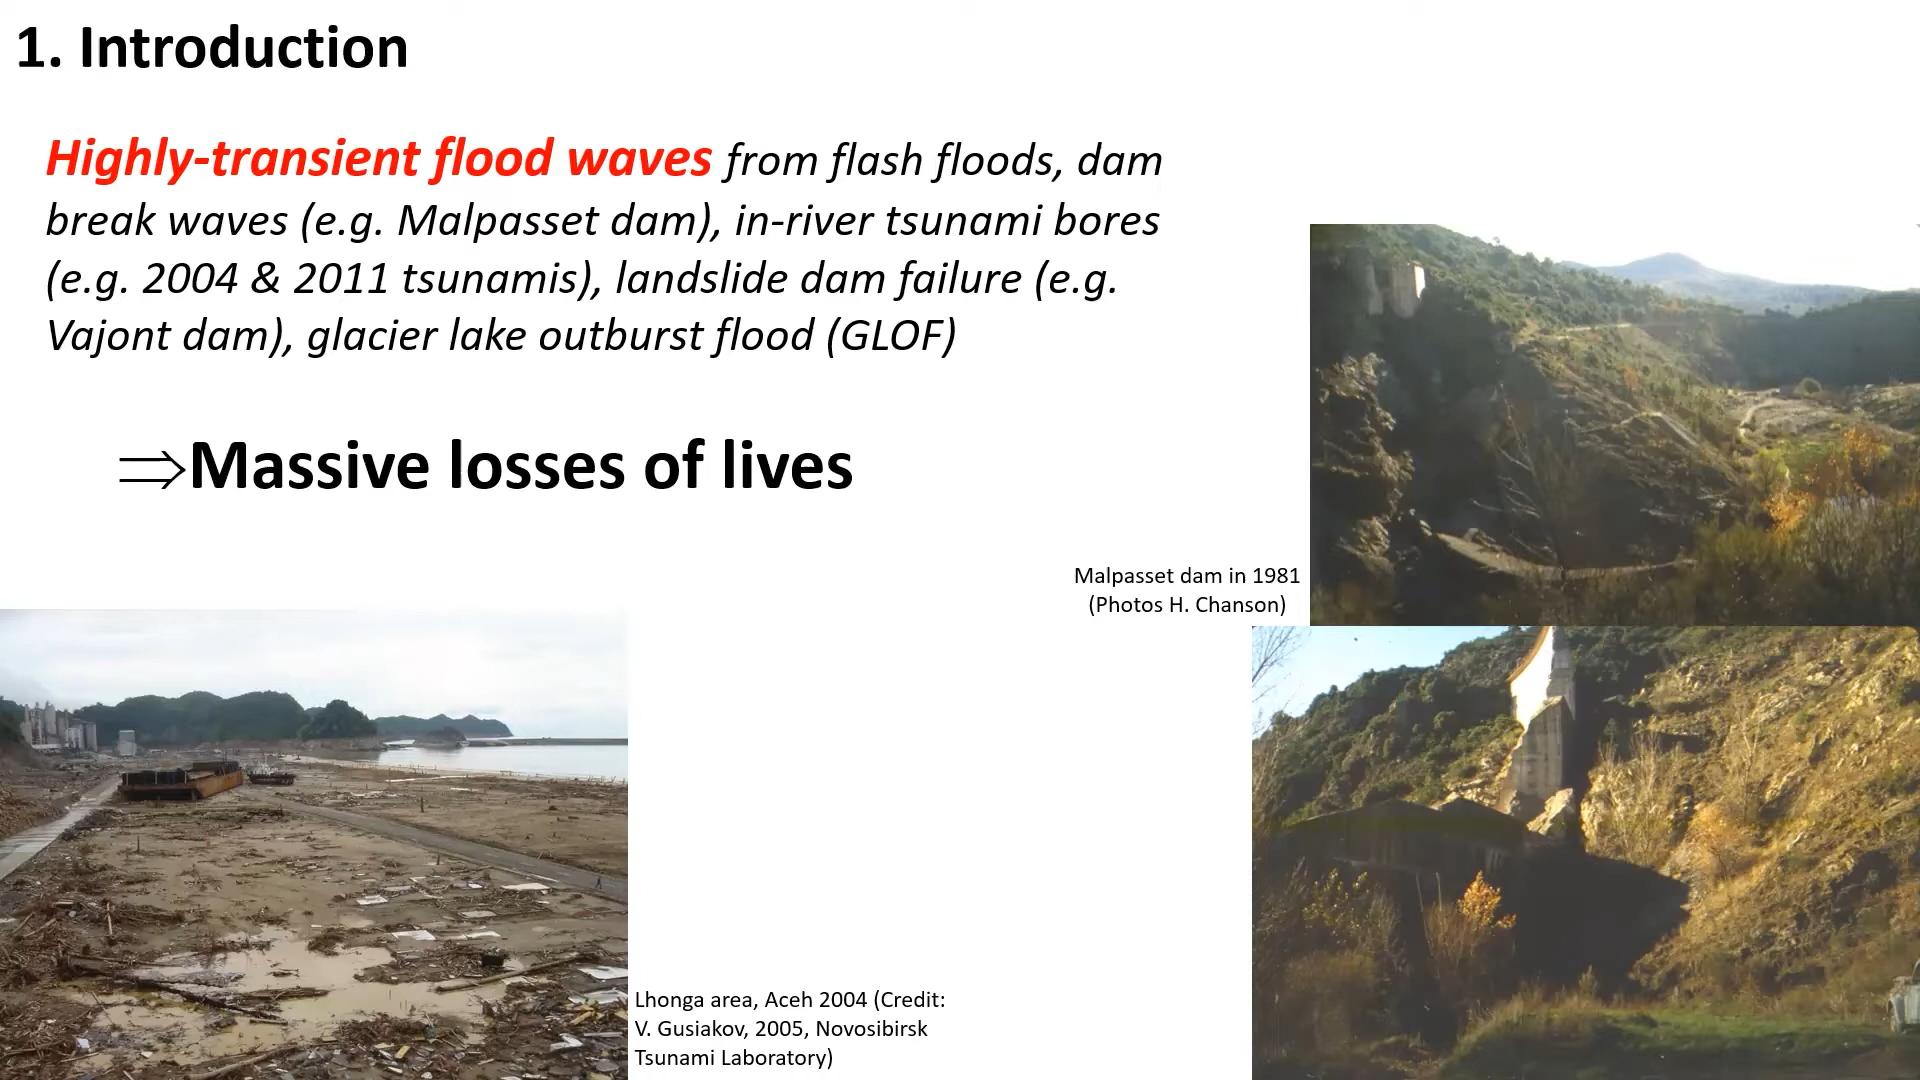 1. Introduction
Highly-transient flood waves from flash floods, dam
break waves (e.g. Malpasset dam), in-river tsunami bores
(e.g. 2004 & 2011 tsunamis), landslide dam failure (e.g.
Vajont dam), glacier lake outburst flood (GLOF)
⇒Massive losses of lives
Malpasset dam in 1981
(Photos H. Chanson)
Lhonga area, Aceh 2004 (Credit:
V. Gusiakov, 2005, Novosibirsk
Tsunami Laboratory)